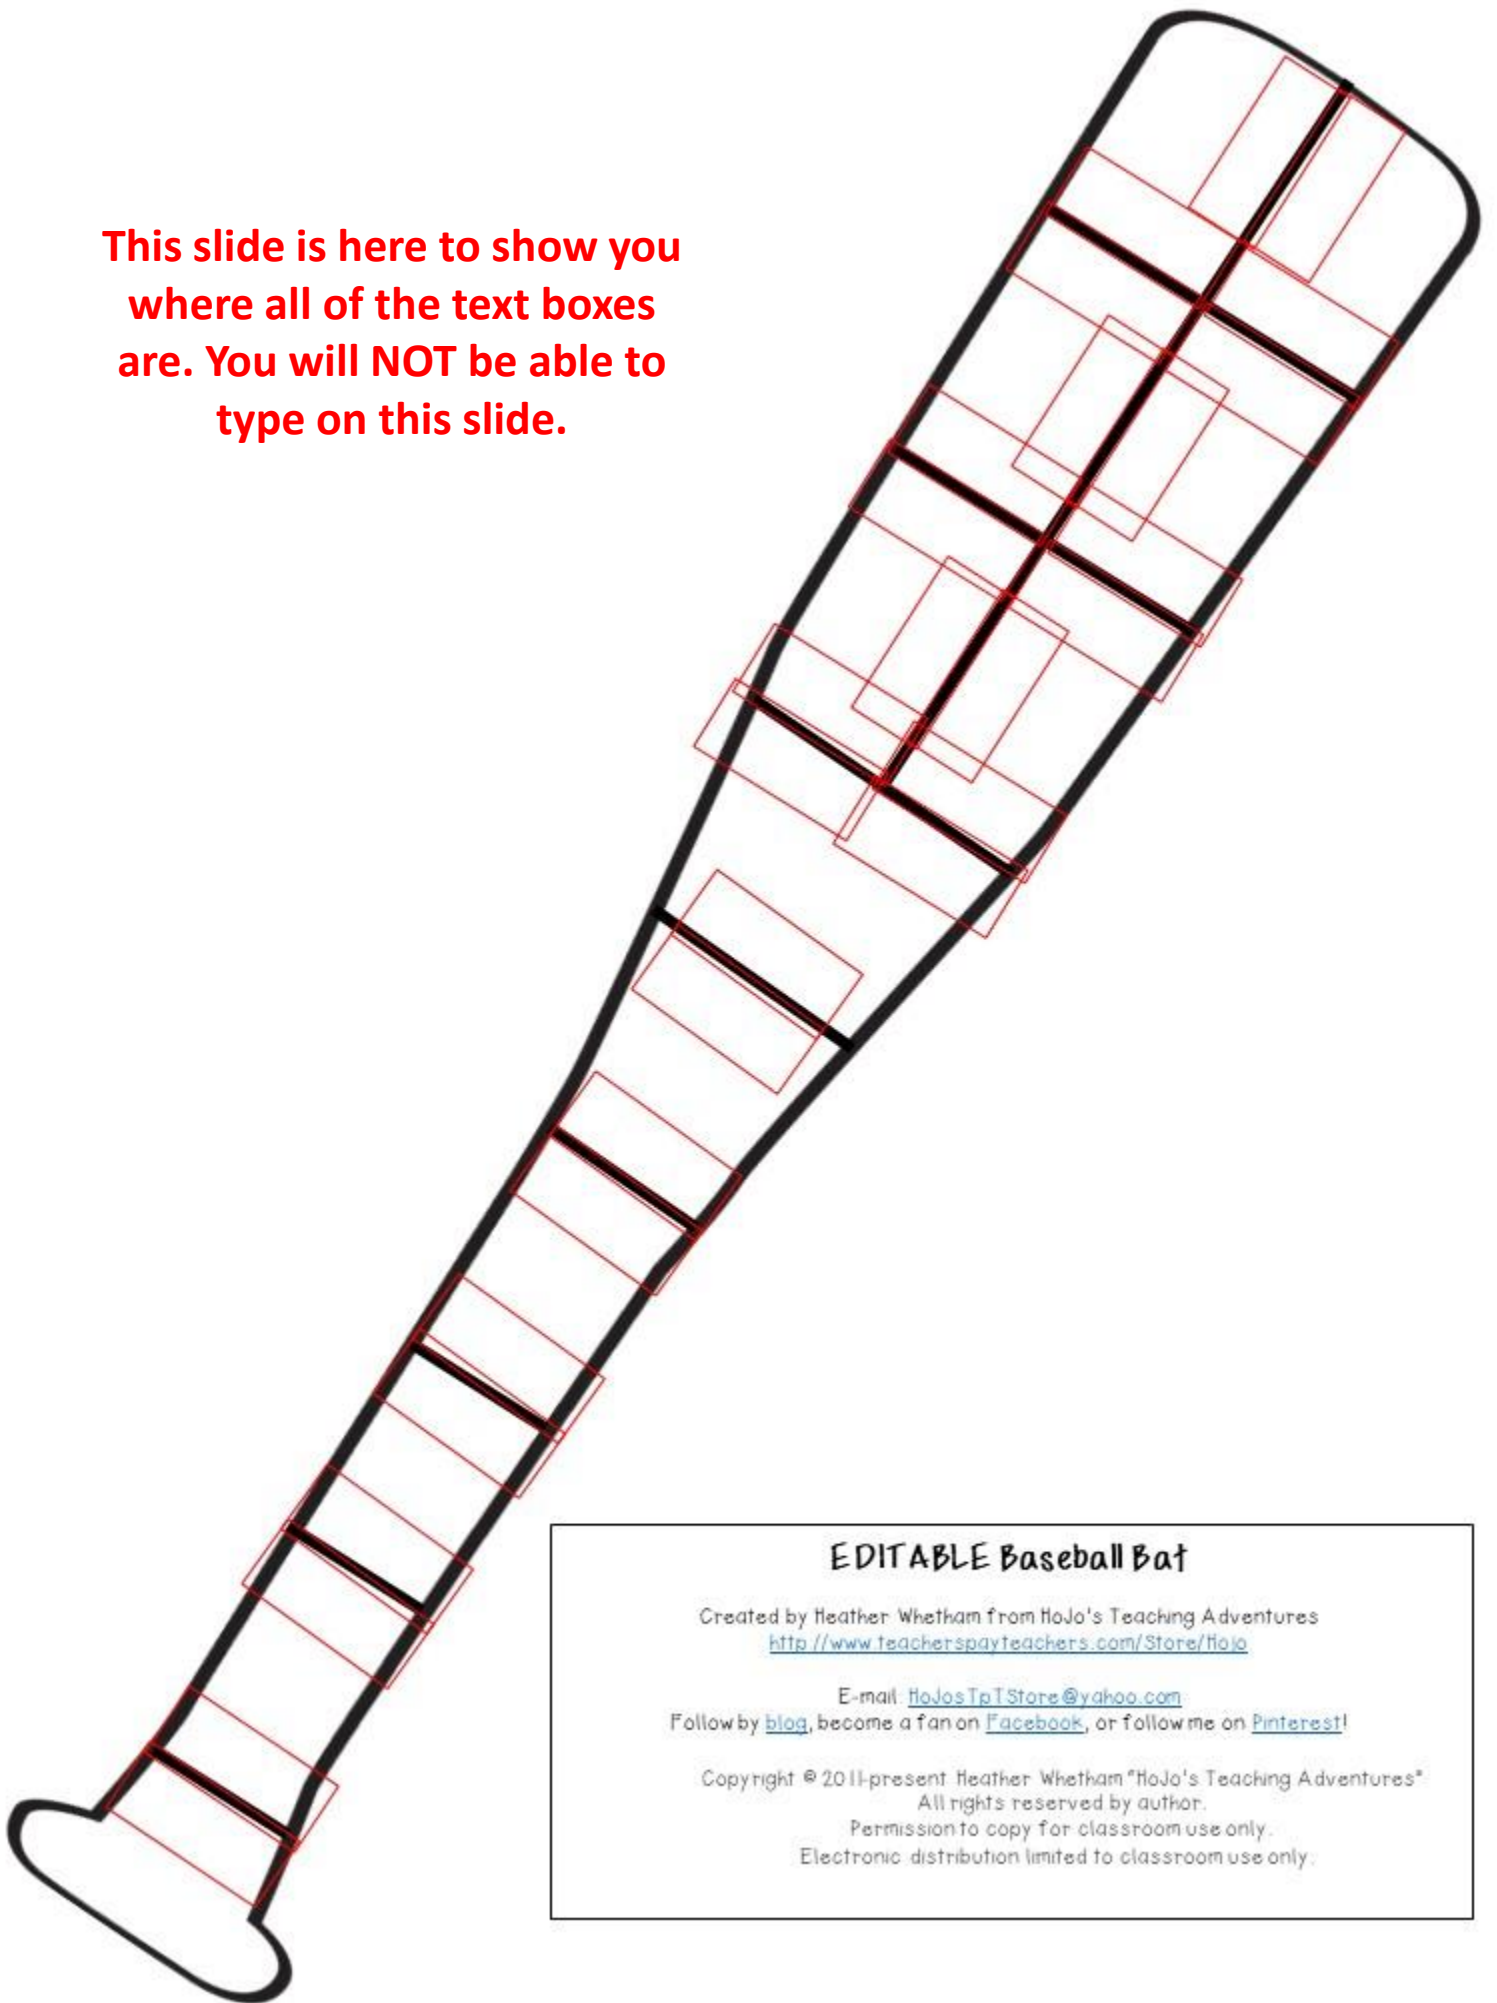 This slide is here to show you
where all of the text boxes
are. You will NOT be able to
type on this slide.
EDITABLE Baseball Bat
Created by Heather Whetham from HoJo's Teaching Adventures
http://www.teacherspayteachers.com/Store/Hojo
E-mail: HoJosTpTStore@yahoo.com
Follow by blog, become a fan on Facebook, or follow me on Pinterest!
Copyright © 2011-present Heather Whetham "HoJo's Teaching Adventures"
All rights reserved by author.
Permission to copy for classroom use only.
Electronic distribution limited to classroom use only.